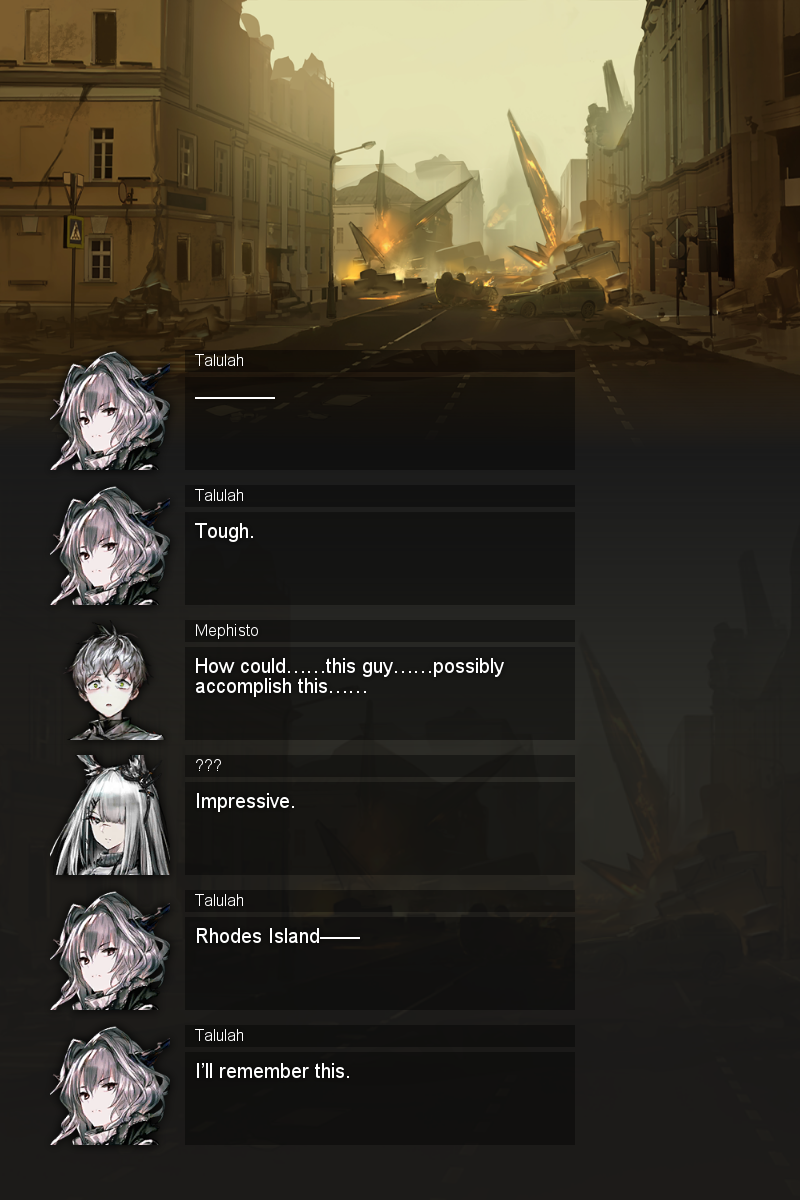 Talulah
————
Talulah
Tough.
Mephisto
How could……this guy……possibly
accomplish this……
???
Impressive.
Talulah
Rhodes Island——
Talulah
I’ll remember this.